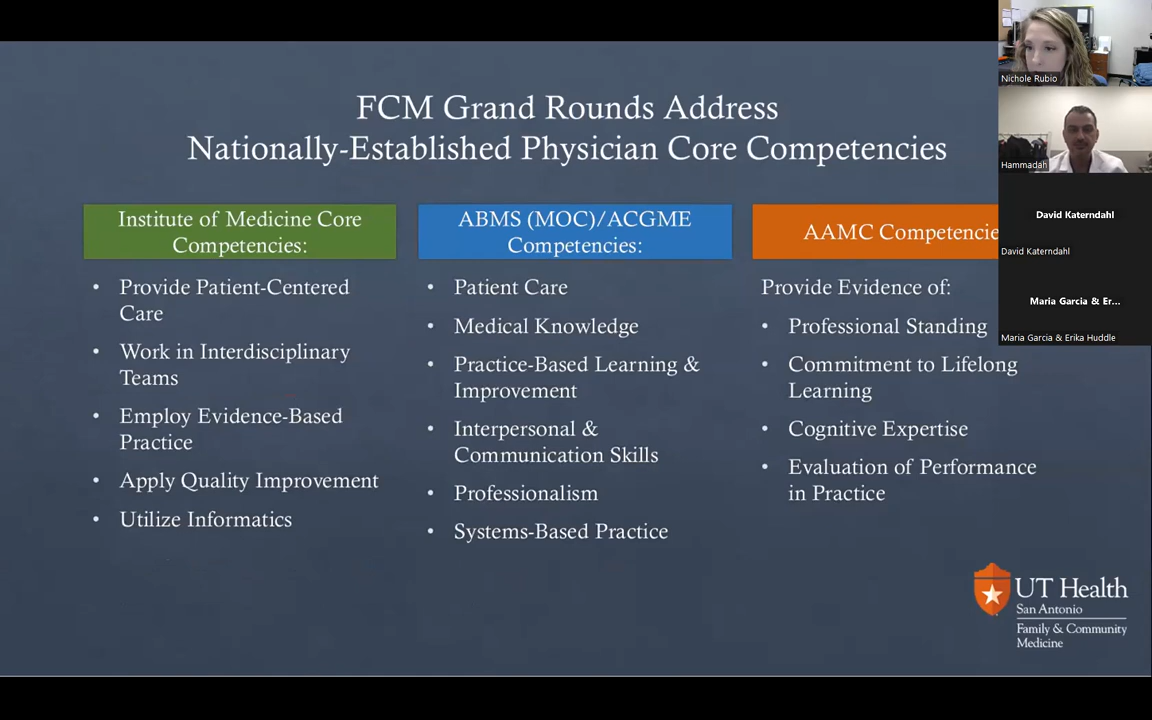 FCM Grand Rounds Address
Nationally-Established Physician Core Competencies
Institute of Medicine Core
Competencies:
• Provide Patient-Centered
Care
• Work in Interdisciplinary
Teams
• Employ Evidence-Based
Practice
• Apply Quality Improvement
• Utilize Informatics
ABMS (MOC)/ACGME
Competencies:
• Patient Care
• Medical Knowledge
• Practice-Based Learning &
Improvement
• Interpersonal &
Communication Skills
• Professionalism
• Systems-Based Practice
AAMC Competencie
Provide Evidence of:
• Professional Standing
• Commitment to Lifelong
Learning
• Cognitive Expertise
• Evaluation of Performance
in Practice
Nichole Rubio
Hammadah
David Katerndahl
David Katerndahl
Maria Garcia & Er...
Maria Garcia & Erika Huddle
UT Health
San Antonio
Family & Community
Medicine